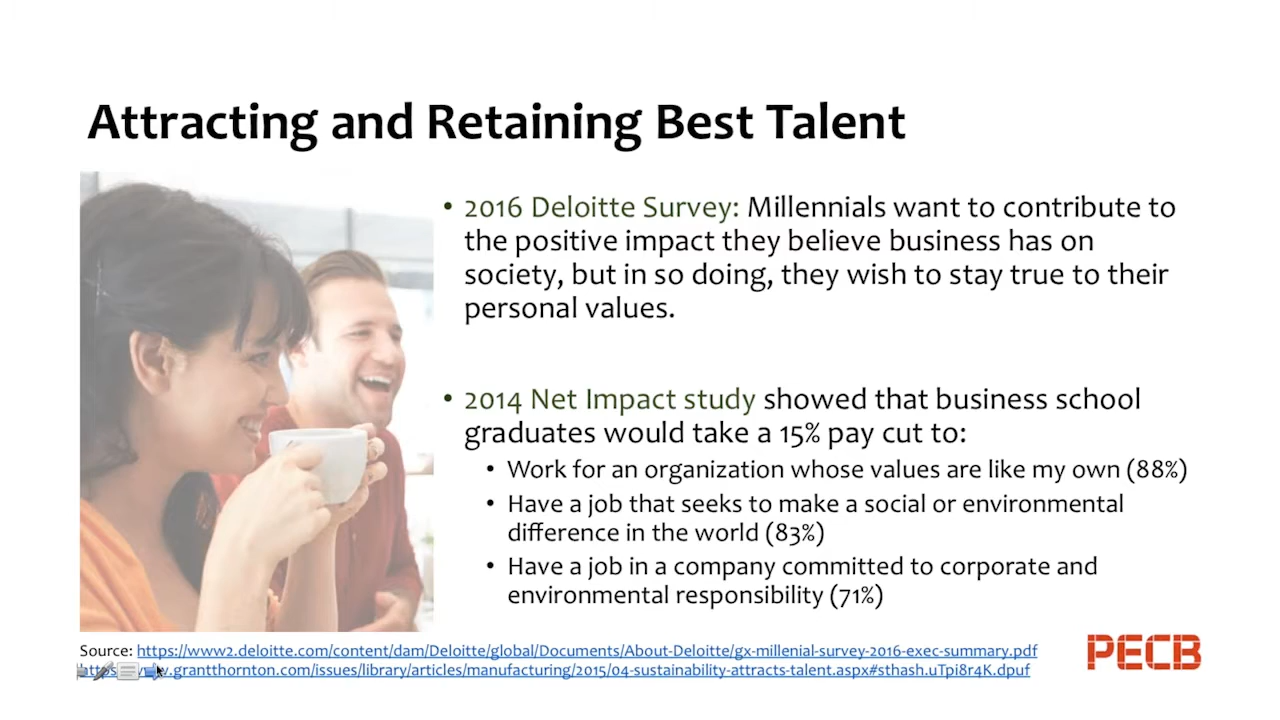 Attracting and Retaining Best Talent
• 2016 Deloitte Survey: Millennials want to contribute to
the positive impact they believe business has on
society, but in so doing, they wish to stay true to their
personal values.
• 2014 Net Impact study showed that business school
graduates would take a 15% pay cut to:
• Work for an organization whose values are like my own (88%)
• Have a job that seeks to make a social or environmental
difference in the world (83%)
• Have a job in a company committed to corporate and
environmental responsibility (71%)
Source: https://www2.deloitte.com/content/dam/Deloitte/global/Documents/About-Deloitte/gx-millenial-survey-2016-exec-summary.pdf
.grantthornton.com/issues/library/articles/manufacturing/2015/04-sustainability-attracts-talent.aspx#sthash.uTpi8r4K.dpuf
PECB